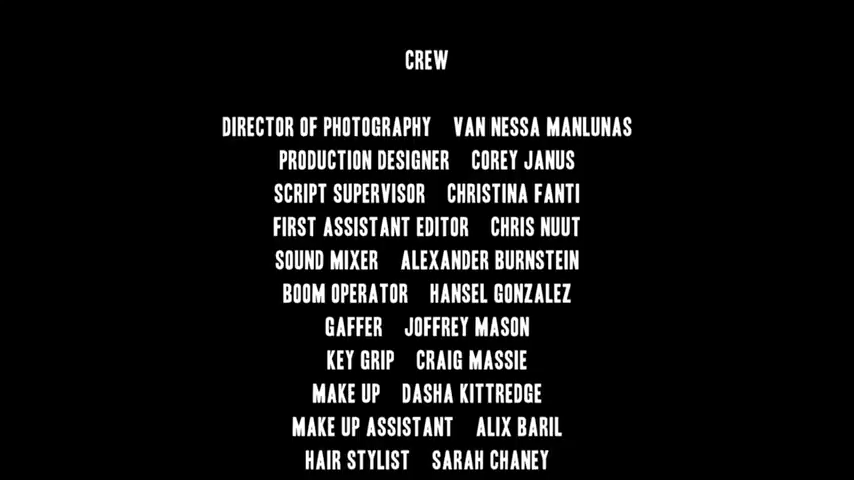 CREW
DIRECTOR OF PHOTOGRAPHY VAN NESSA MANLUNAS
PRODUCTION DESIGNER COREY JANUS
SCRIPT SUPERVISOR CHRISTINA FANTI
FIRST ASSISTANT EDITOR CHRIS NUUT
SOUND MIXER ALEXANDER BURNSTEIN
BOOM OPERATOR HANSEL GONZALEZ
GAFFER JOFFREY MASON
KEY GRIP CRAIG MASSIE
MAKE UP DASHA KITTREDGE
MAKE UP ASSISTANT ALIX BARIL
HAIR STYLIST SARAH CHANEY